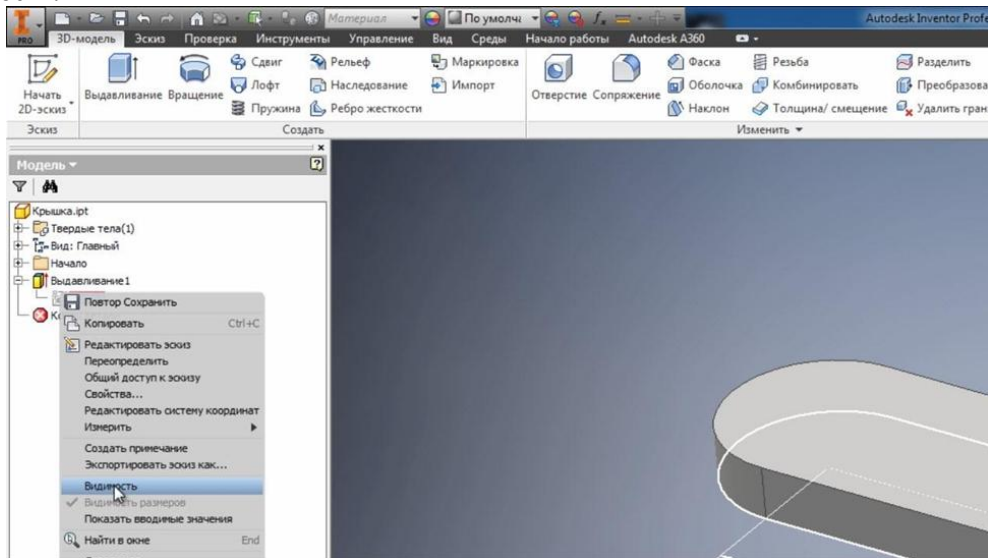 Материал По умолча Autodesk Inventor Profe
PRO 3D-модель Эскиз Проверка Инструменты Управление Вид Среды Начало работы Autodesk A360
Начать 2D-эскиз
Выдавливание Вращение
Сдвиг Рельеф Маркировка
Лофт Наследование Импорт
Пружина Ребро жесткости
Отверстие Сопряжение
Фаска Резьба Разделить
Оболочка Комбинировать Преобразова
Наклон Толщина/ смещение Удалить гран
Эскиз Создать Изменить
Модель
Крышка.ipt
Твердые тела(1)
Вид: Главный
Начало
Выдавливание1
Повтор Сохранить
Копировать Ctrl+C
Редактировать эскиз
Переопределить
Общий доступ к эскизу
Свойства...
Редактировать систему координат
Измерить
Создать примечание
Экспортировать эскиз как...
Видимость
Видимость размеров
Показать вводимые значения
Найти в окне End